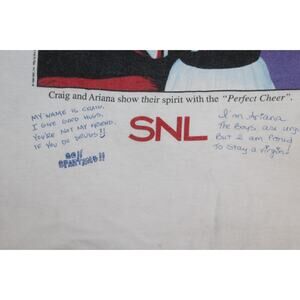 Craig and Ariana show their spirit with the "Perfect Cheer".
MY NAME IS CRAIG.
I GIVE GOOD HUGS,
YOU'RE NOT MY FRIEND,
IF YOU DO DRUGS!!
GO!!
SPARTANS!!
SNL
I'm Ariana
The Boys are
But I am Proud
To Stay a Virgin!